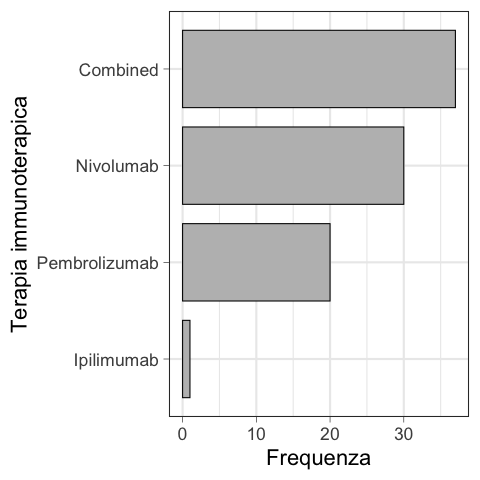 Terapia immunoterapica
Combined
Nivolumab
Pembrolizumab
Ipilimumab
0 10 20 30
Frequenza